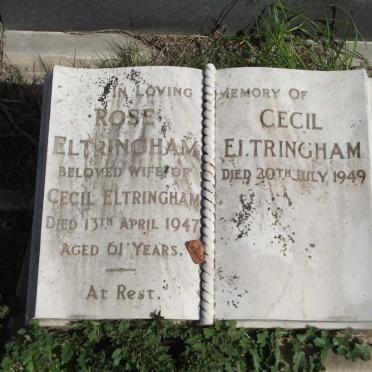 IN LOVING
ROSE
ELTRINGHAM
BELOVED WIFE OF
CECIL ELTRINGHAM
DIED 13TH APRIL 1947
AGED 61 YEARS.
AT REST.
MEMORY OF
CECIL
ELTRINGHAM
DIED 20TH JULY 1949